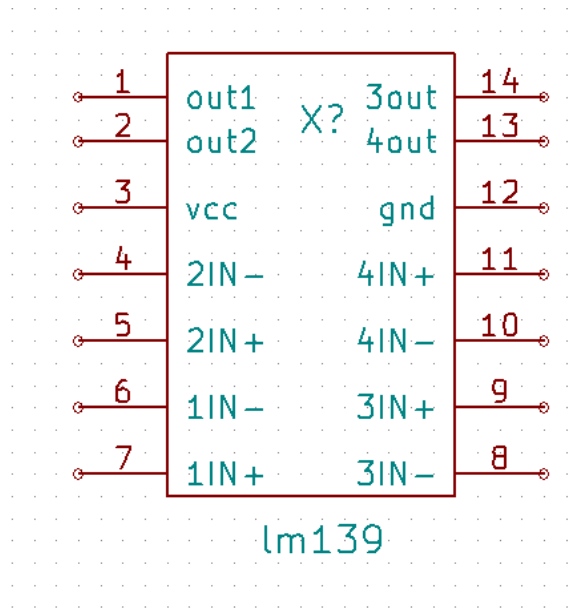 1 out1 3out 14
X?
2 out2 4out 13
3 vcc gnd 12
4 2IN- 4IN+ 11
5 2IN+ 4IN- 10
6 1IN- 3IN+ 9
7 1IN+ 3IN- 8
lm139